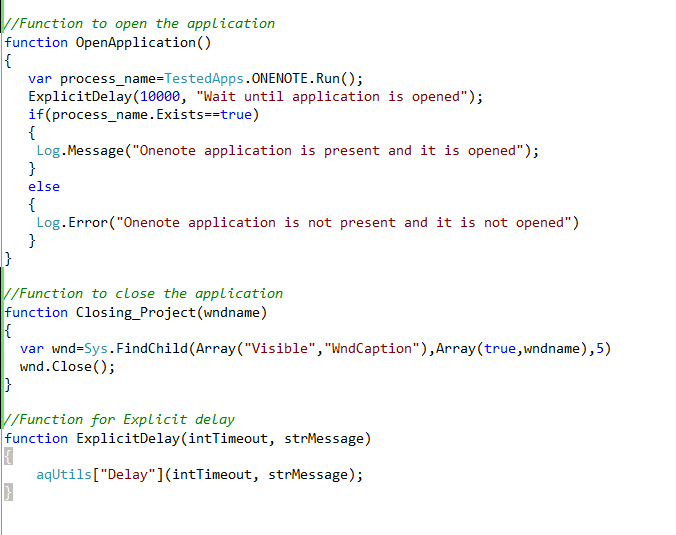 //Function to open the application
function OpenApplication()
{
var process_name=TestedApps.ONENOTE.Run();
ExplicitDelay(10000, "Wait until application is opened");
if(process_name.Exists==true)
{
Log.Message("Onenote application is present and it is opened");
}
else
{
Log.Error("Onenote application is not present and it is not opened")
}
}
//Function to close the application
function Closing_Project(wndname)
{
var wnd=Sys.FindChild(Array("Visible","WndCaption"),Array(true,wndname),5)
wnd.Close();
}
//Function for Explicit delay
function ExplicitDelay(intTimeout, strMessage)
{
aqUtils["Delay"](intTimeout, strMessage);
}